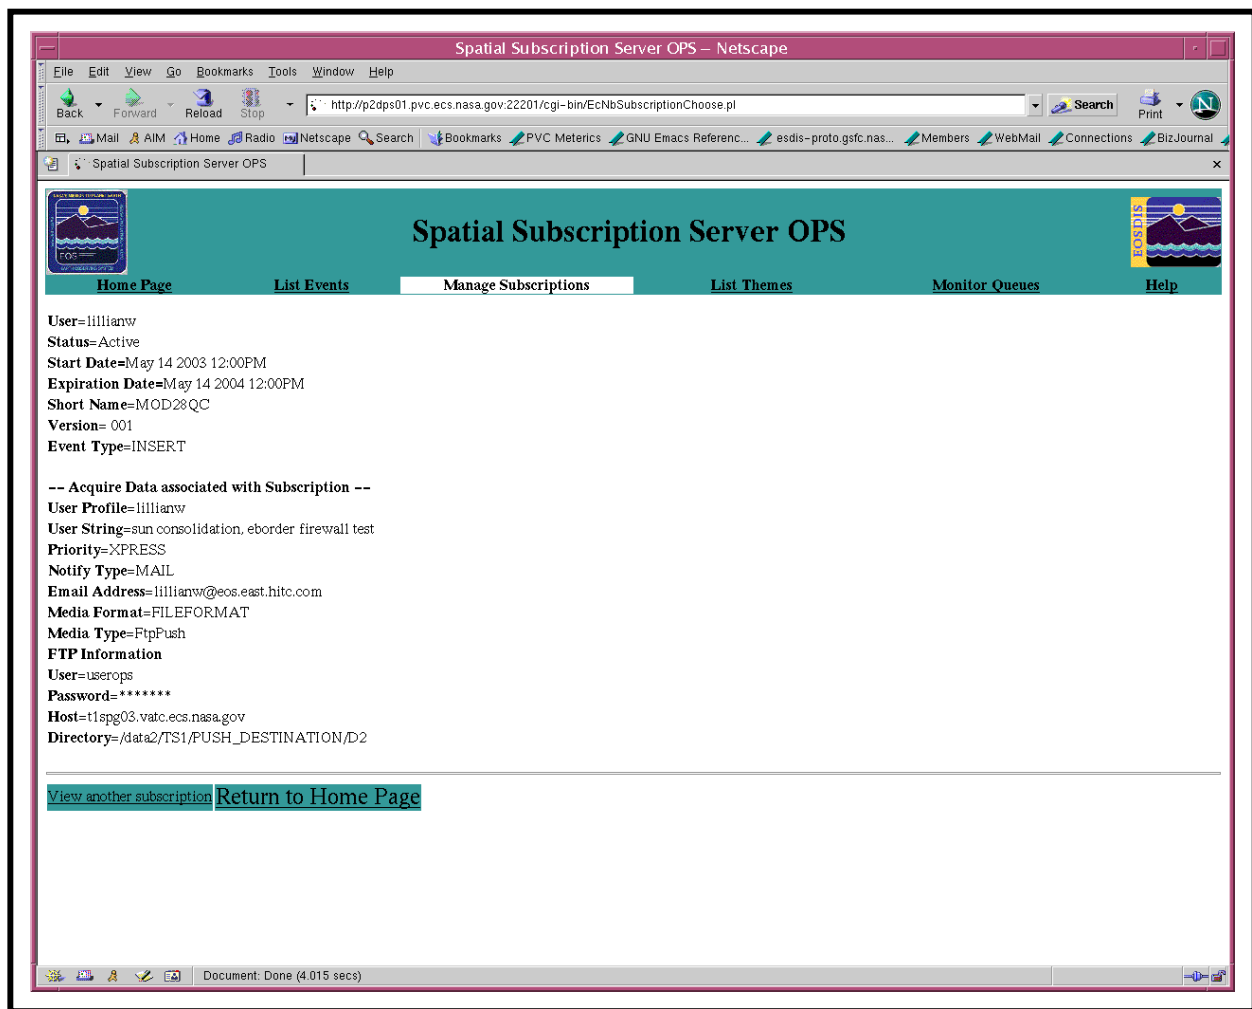 Spatial Subscription Server OPS – Netscape
File Edit View Go Bookmarks Tools Window Help
Back Forward Reload Stop http://p2dps01.pvc.ecs.nasa.gov:22201/cgi-bin/EcNbSubscriptionChoose.pl Search Print N
Mail AIM Home Radio Netscape Search Bookmarks PVC Meterics GNU Emacs Referenc... esdis-proto.gsfc.nas... Members WebMail Connections BizJournal
Spatial Subscription Server OPS
EOS
Spatial Subscription Server OPS
EOSDIS
Home Page List Events Manage Subscriptions List Themes Monitor Queues Help
User=lillianw
Status=Active
Start Date=May 14 2003 12:00PM
Expiration Date=May 14 2004 12:00PM
Short Name=MOD28QC
Version= 001
Event Type=INSERT
-- Acquire Data associated with Subscription --
User Profile=lillianw
User String=sun consolidation, eborder firewall test
Priority=XPRESS
Notify Type=MAIL
Email Address=lillianw@eos.east.hitc.com
Media Format=FILEFORMAT
Media Type=FtpPush
FTP Information
User=userops
Password=*******
Host=t1spg03.vatc.ecs.nasa.gov
Directory=/data2/TS1/PUSH_DESTINATION/D2
View another subscription Return to Home Page
Document: Done (4.015 secs)